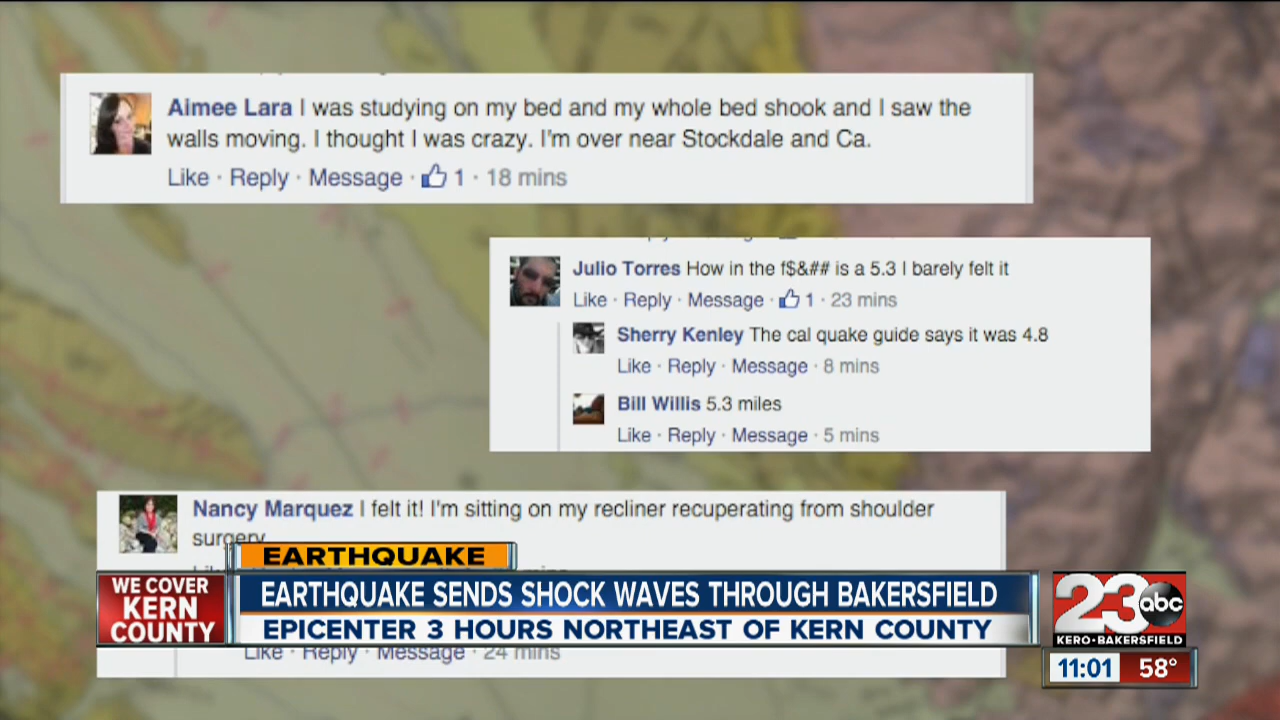 Aimee Lara I was studying on my bed and my whole bed shook and I saw the
walls moving. I thought I was crazy. I'm over near Stockdale and Ca.
Like · Reply · Message · 1 · 18 mins
Julio Torres How in the f$&## is a 5.3 I barely felt it
Like · Reply · Message · 1 · 23 mins
Sherry Kenley The cal quake guide says it was 4.8
Like · Reply · Message · 8 mins
Bill Willis 5.3 miles
Like · Reply · Message · 5 mins
Nancy Marquez I felt it! I'm sitting on my recliner recuperating from shoulder
surgery
EARTHQUAKE
WE COVER
KERN
COUNTY
EARTHQUAKE SENDS SHOCK WAVES THROUGH BAKERSFIELD
EPICENTER 3 HOURS NORTHEAST OF KERN COUNTY
23 abc
KERO·BAKERSFIELD
Like · Reply · Message · 24 mins
11:01 58°